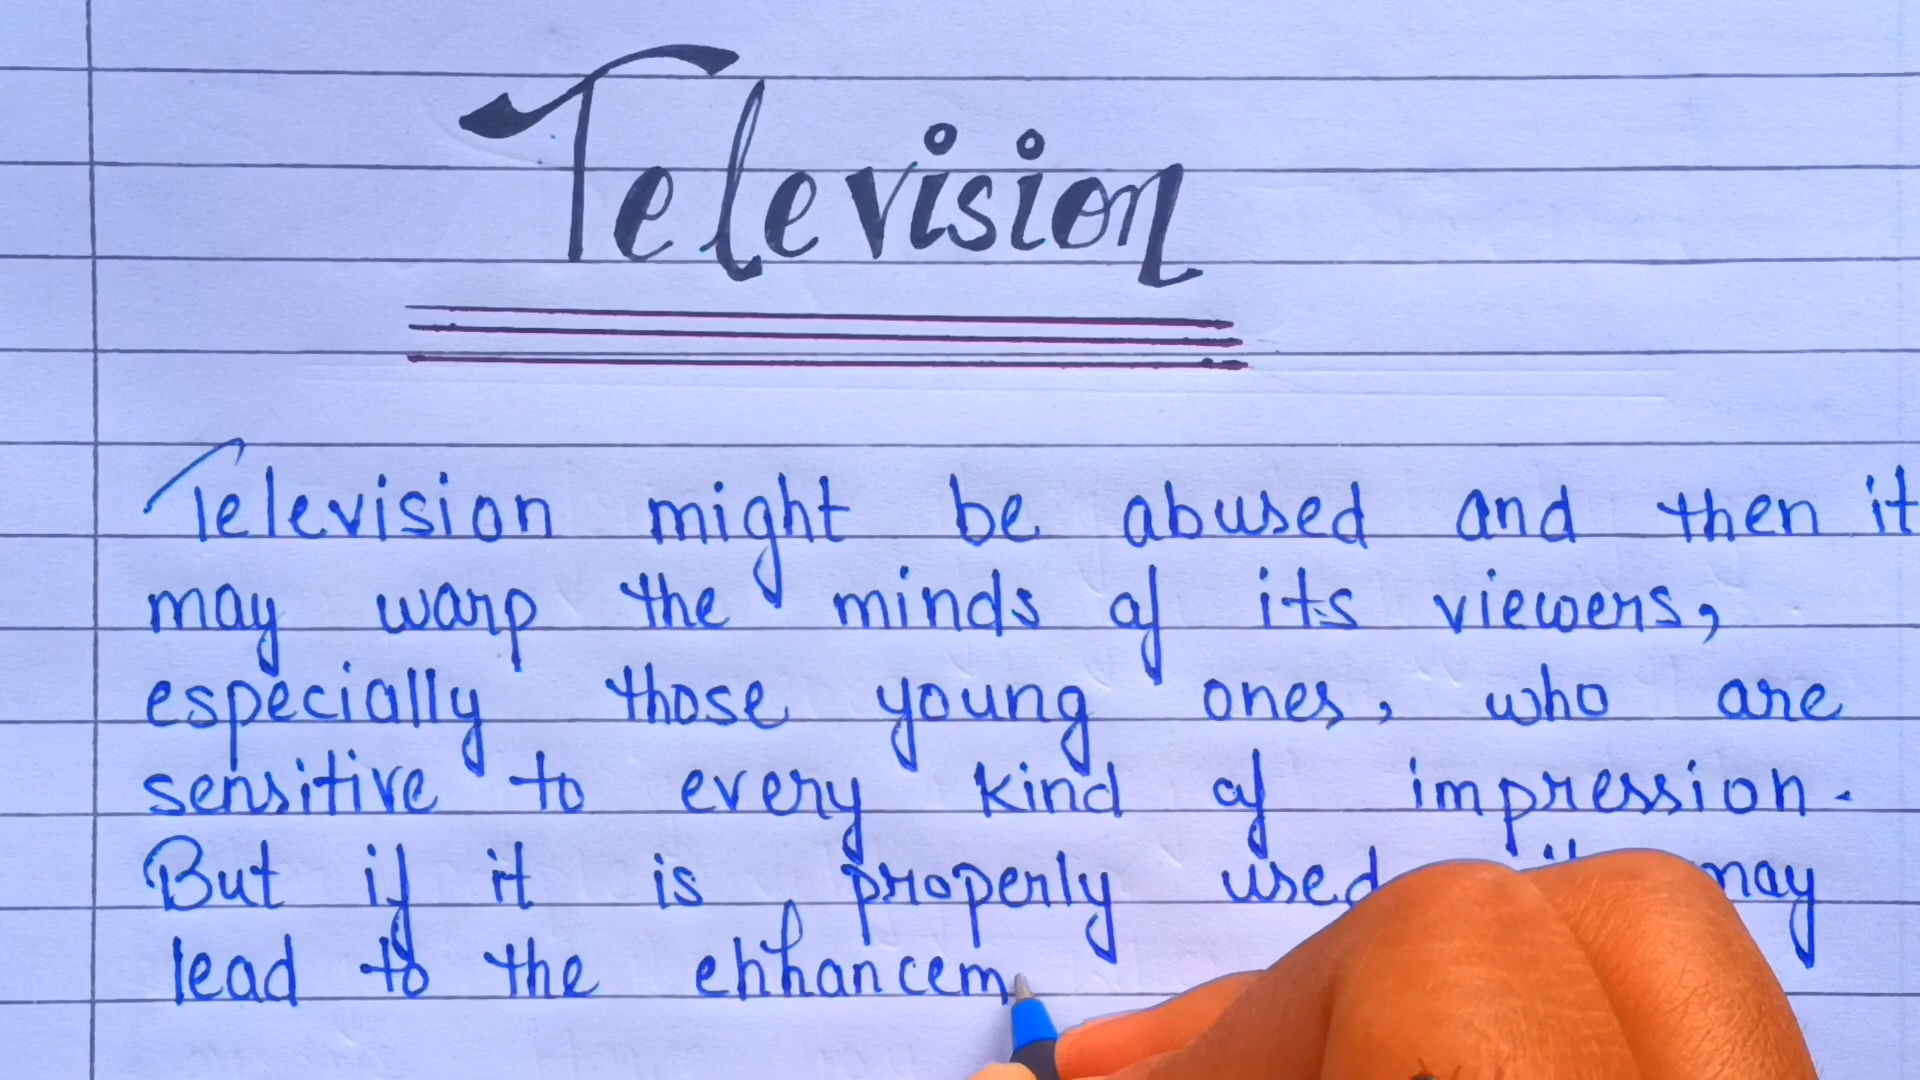 Television
Television might be abused and then it
may warp the minds of its viewers,
especially those young ones, who are
sensitive to every kind of impression.
But if it is properly used may
lead to the ehhancem